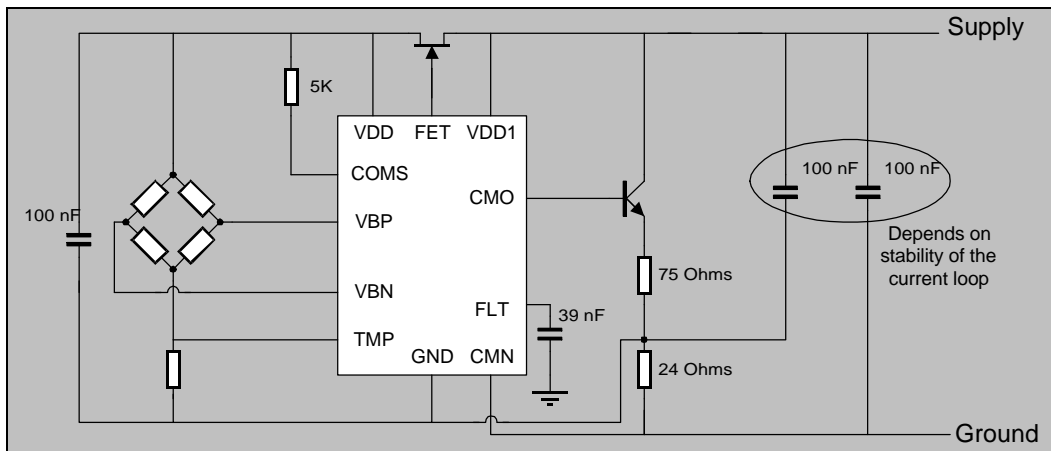 Supply
5K
VDD FET VDD1
COMS
100 nF 100 nF
CMO
100 nF
VBP
Depends on
stability of the
current loop
75 Ohms
VBN
FLT
39 nF
TMP
GND CMN
24 Ohms
Ground